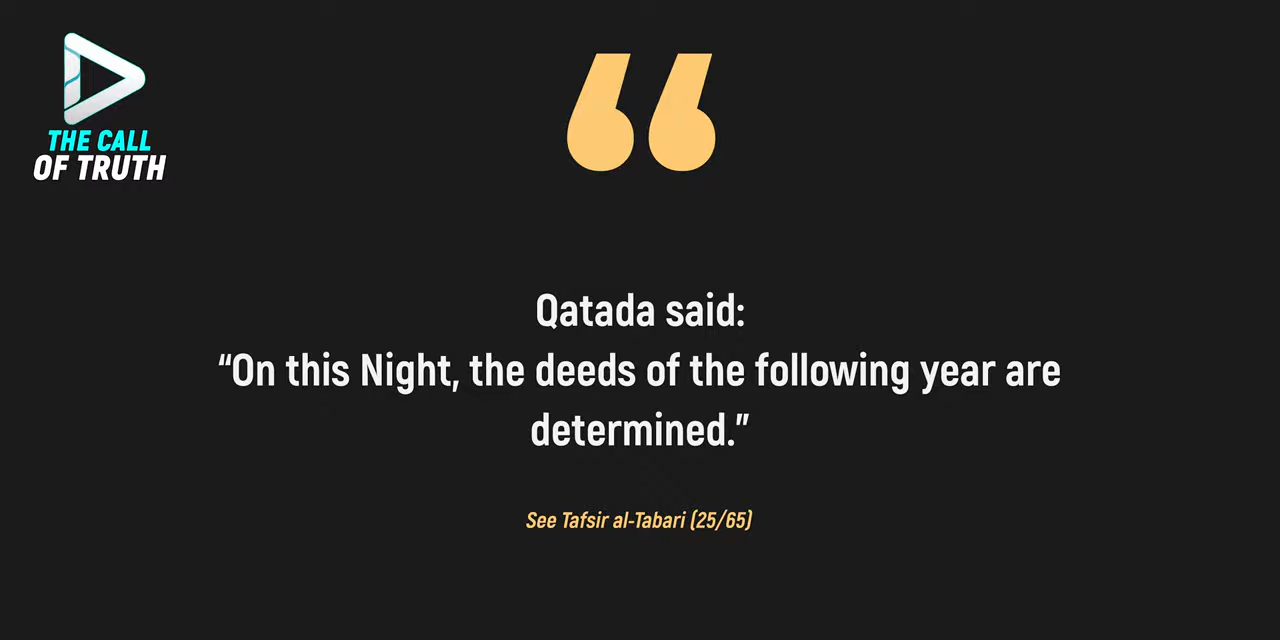 THE CALL
OF TRUTH
“
Qatada said:
“On this Night, the deeds of the following year are
determined.”
See Tafsir al-Tabari (25/65)